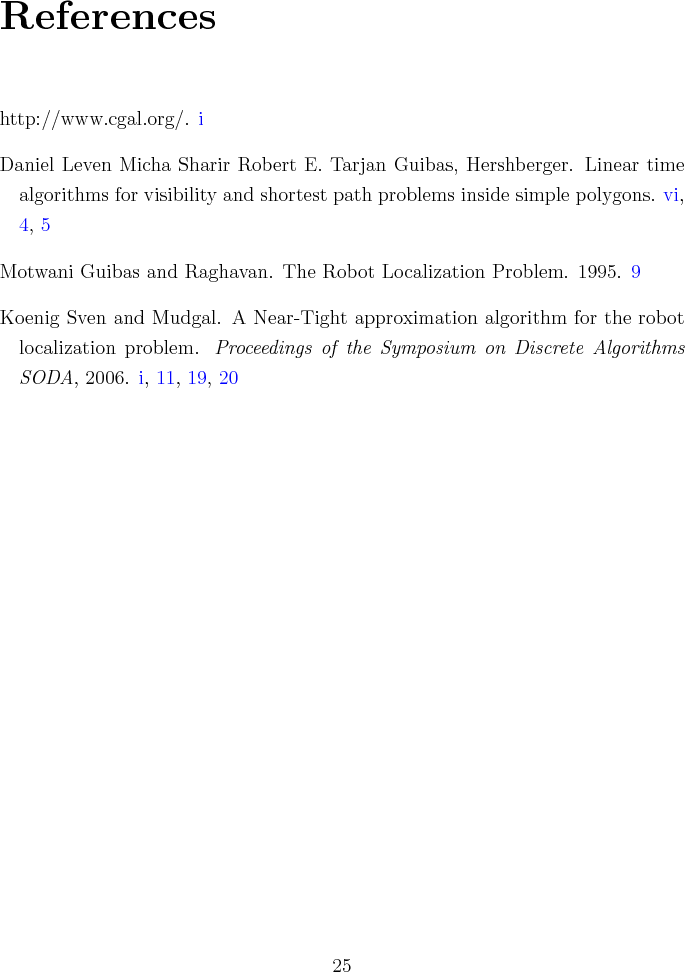 References
http://www.cgal.org/. i
Daniel Leven Micha Sharir Robert E. Tarjan Guibas, Hershberger. Linear time
algorithms for visibility and shortest path problems inside simple polygons. vi,
4, 5
Motwani Guibas and Raghavan. The Robot Localization Problem. 1995. 9
Koenig Sven and Mudgal. A Near-Tight approximation algorithm for the robot
localization problem. Proceedings of the Symposium on Discrete Algorithms
SODA, 2006. i, 11, 19, 20
25